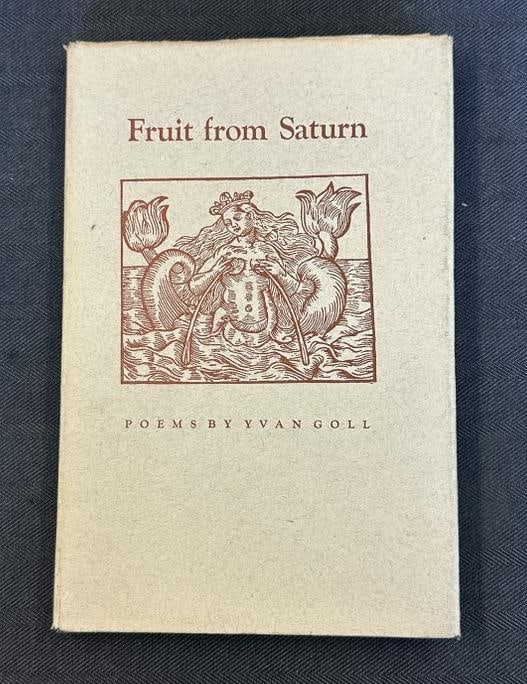 Fruit from Saturn
POEMS BY YVAN GOLL